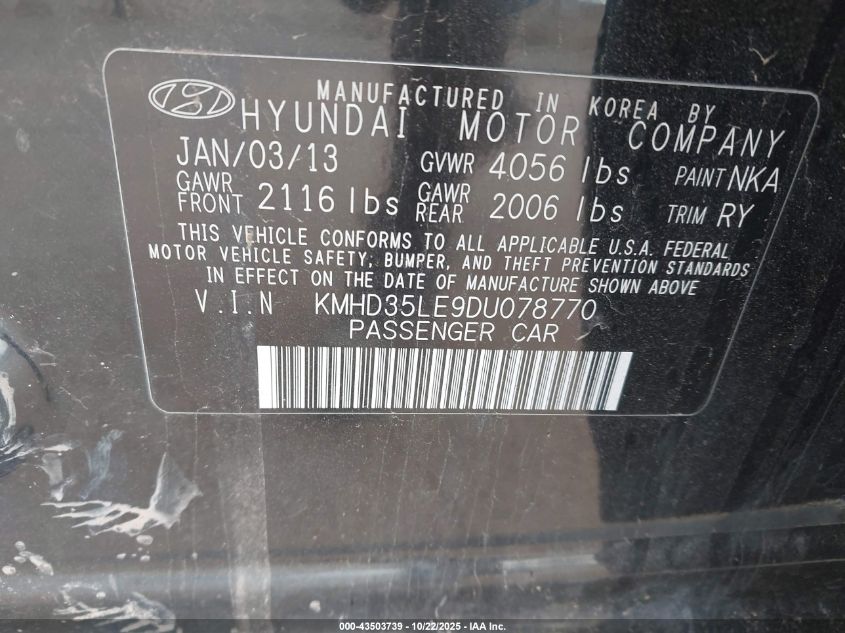 MANUFACTURED IN KOREA BY
HYUNDAI MOTOR COMPANY
JAN/03/13 GVWR 4056 lbs PAINT NKA
GAWR FRONT 2116 lbs GAWR REAR 2006 lbs TRIM RY
THIS VEHICLE CONFORMS TO ALL APPLICABLE U.S.A. FEDERAL
MOTOR VEHICLE SAFETY, BUMPER, AND THEFT PREVENTION STANDARDS
IN EFFECT ON THE DATE OF MANUFACTURE SHOWN ABOVE
V.I.N KMHD35LE9DU078770
PASSENGER CAR
000-43503739 - 10/22/2025 - IAA Inc.